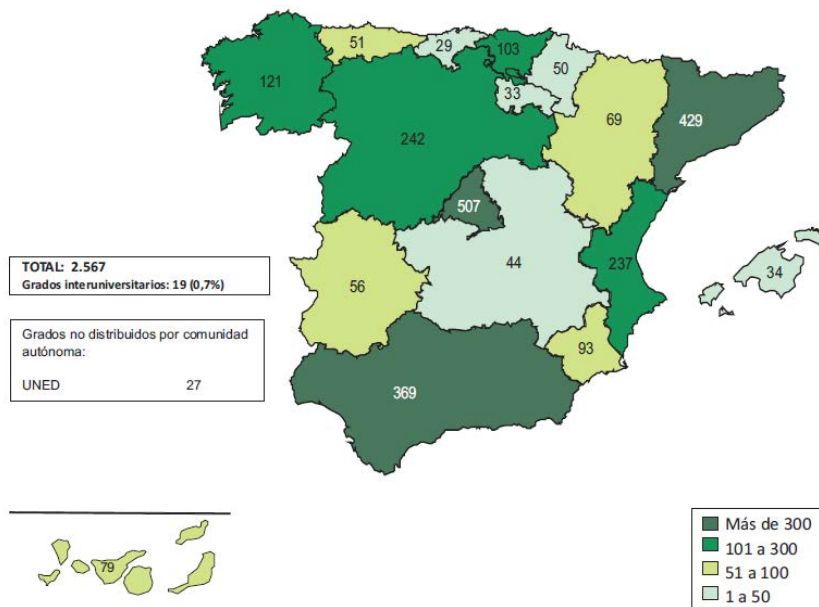 51
29
103
121
50
33
69
429
242
507
TOTAL: 2.567
Grados interuniversitarios: 19 (0,7%)
44
237
34
56
Grados no distribuidos por comunidad
autónoma:
UNED 27
93
369
79
Más de 300
101 a 300
51 a 100
1 a 50